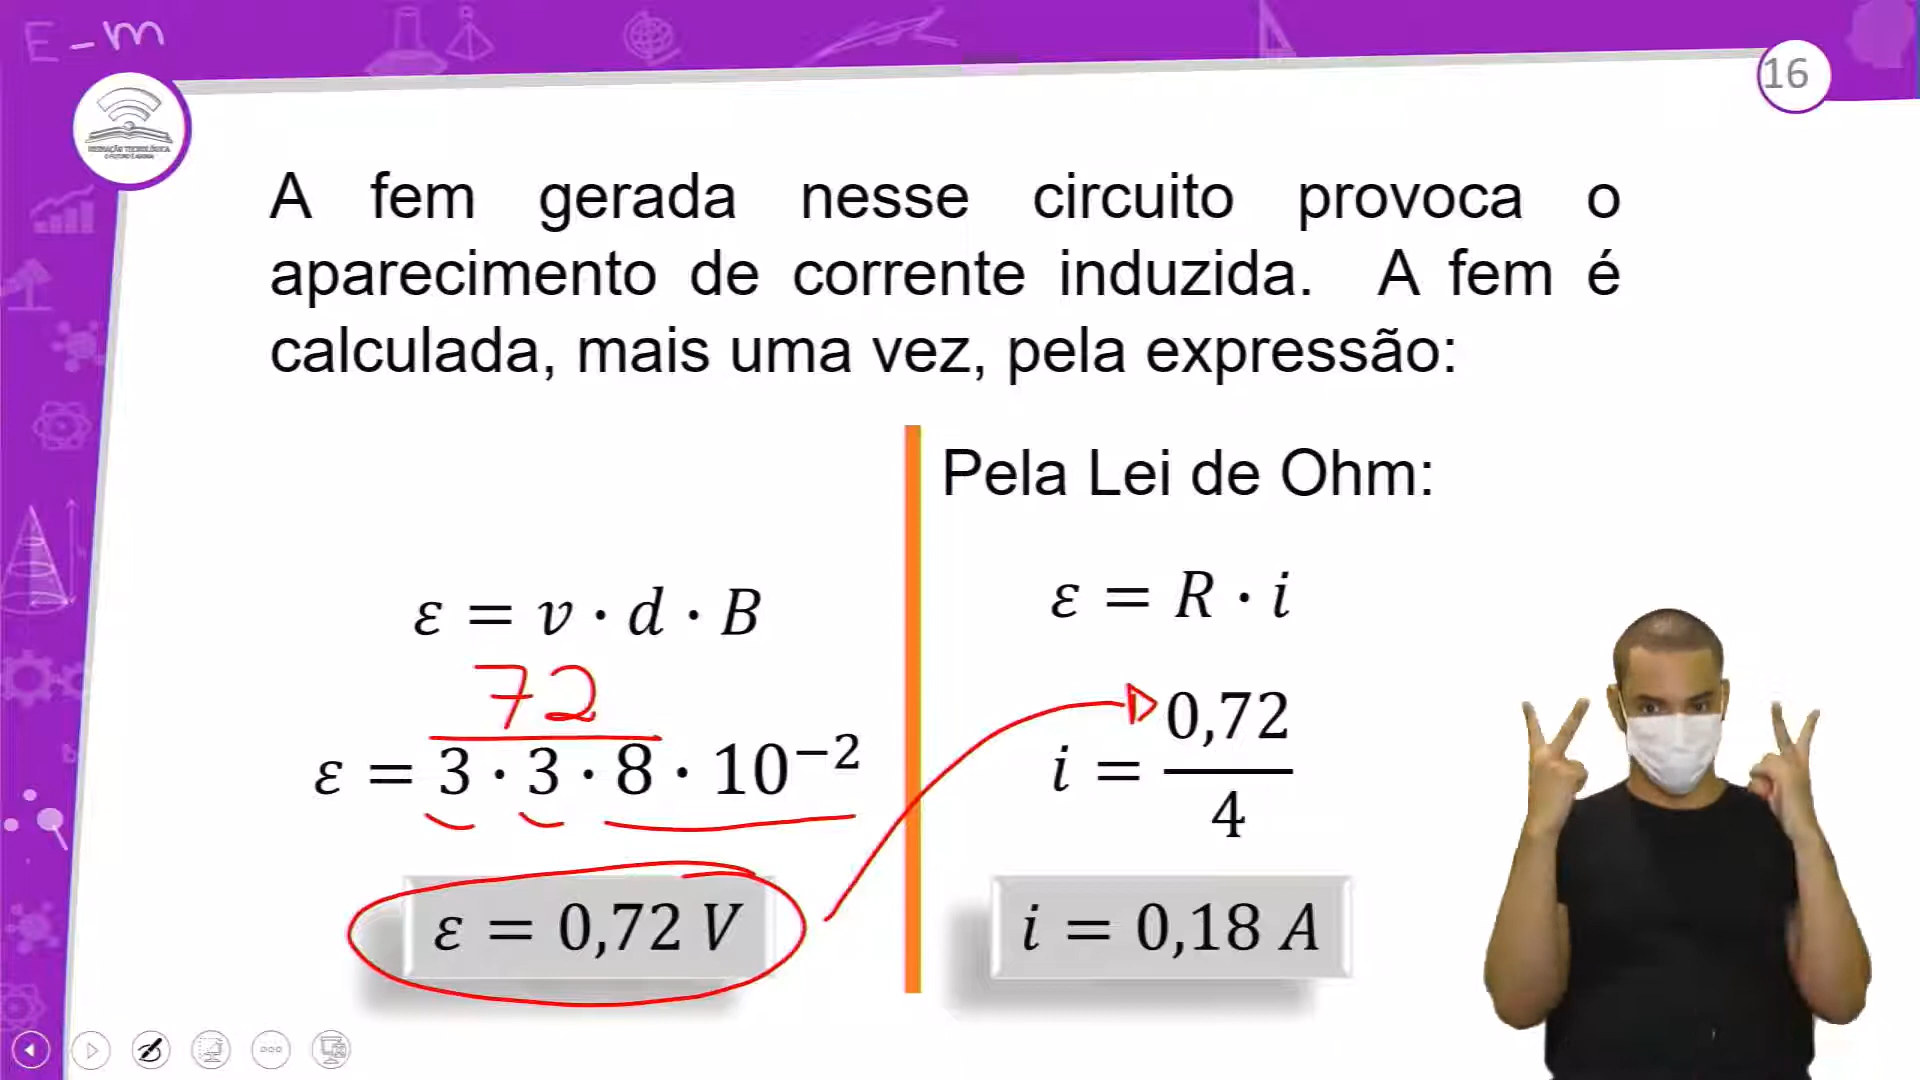 16
A fem gerada nesse circuito provoca o
aparecimento de corrente induzida. A fem é
calculada, mais uma vez, pela expressão:
ε = v · d · B
72
ε = 3 · 3 · 8 · 10⁻²
ε = 0,72 V
Pela Lei de Ohm:
ε = R · i
i = 0,72
4
i = 0,18 A